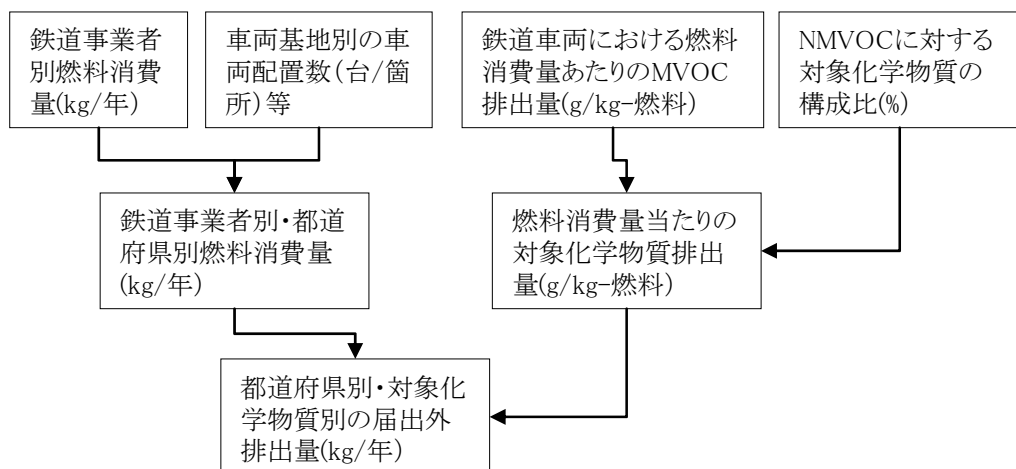 鉄道事業者
別燃料消費
量(kg/年)
車両基地別の車
両配置数(台/箇
所)等
鉄道車両における燃料
消費量あたりのMVOC
排出量(g/kg-燃料)
NMVOCに対する
対象化学物質の
構成比(%)
鉄道事業者別・都道
府県別燃料消費量
(kg/年)
燃料消費量当たりの
対象化学物質排出
量(g/kg-燃料)
都道府県別・対象化
学物質別の届出外
排出量(kg/年)